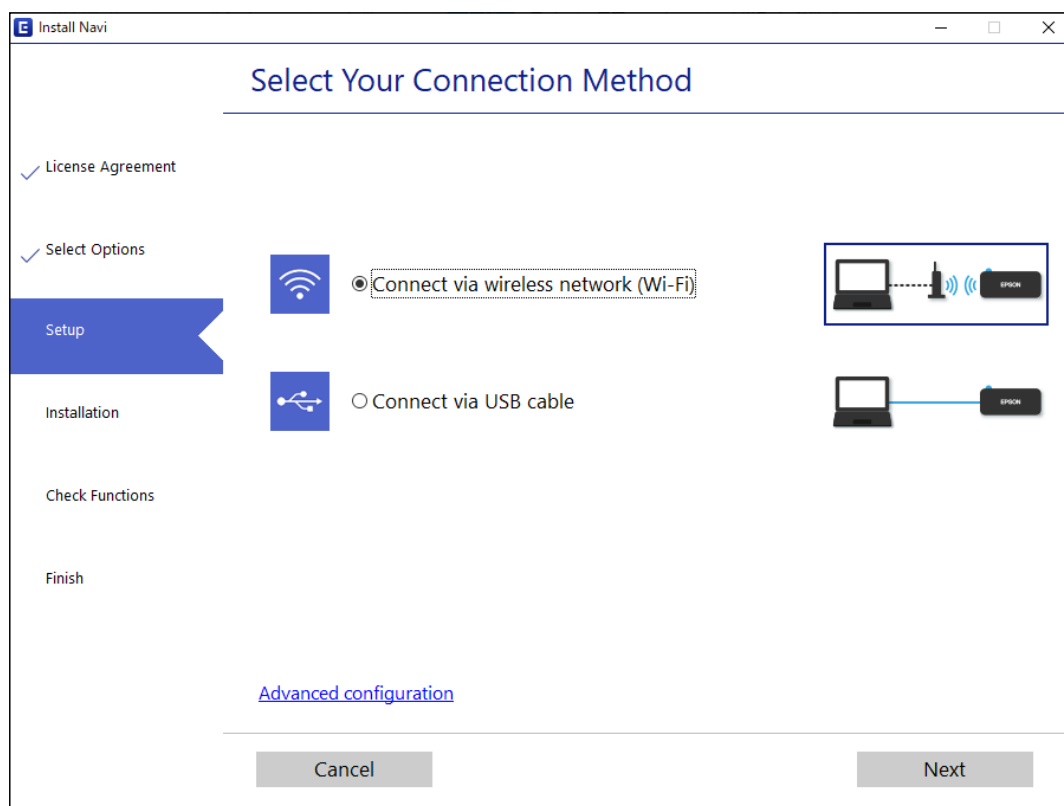 Install Navi
Select Your Connection Method
License Agreement
Select Options
Setup
Installation
Check Functions
Finish
Connect via wireless network (Wi-Fi)
EPSON
Connect via USB cable
EPSON
Advanced configuration
Cancel
Next